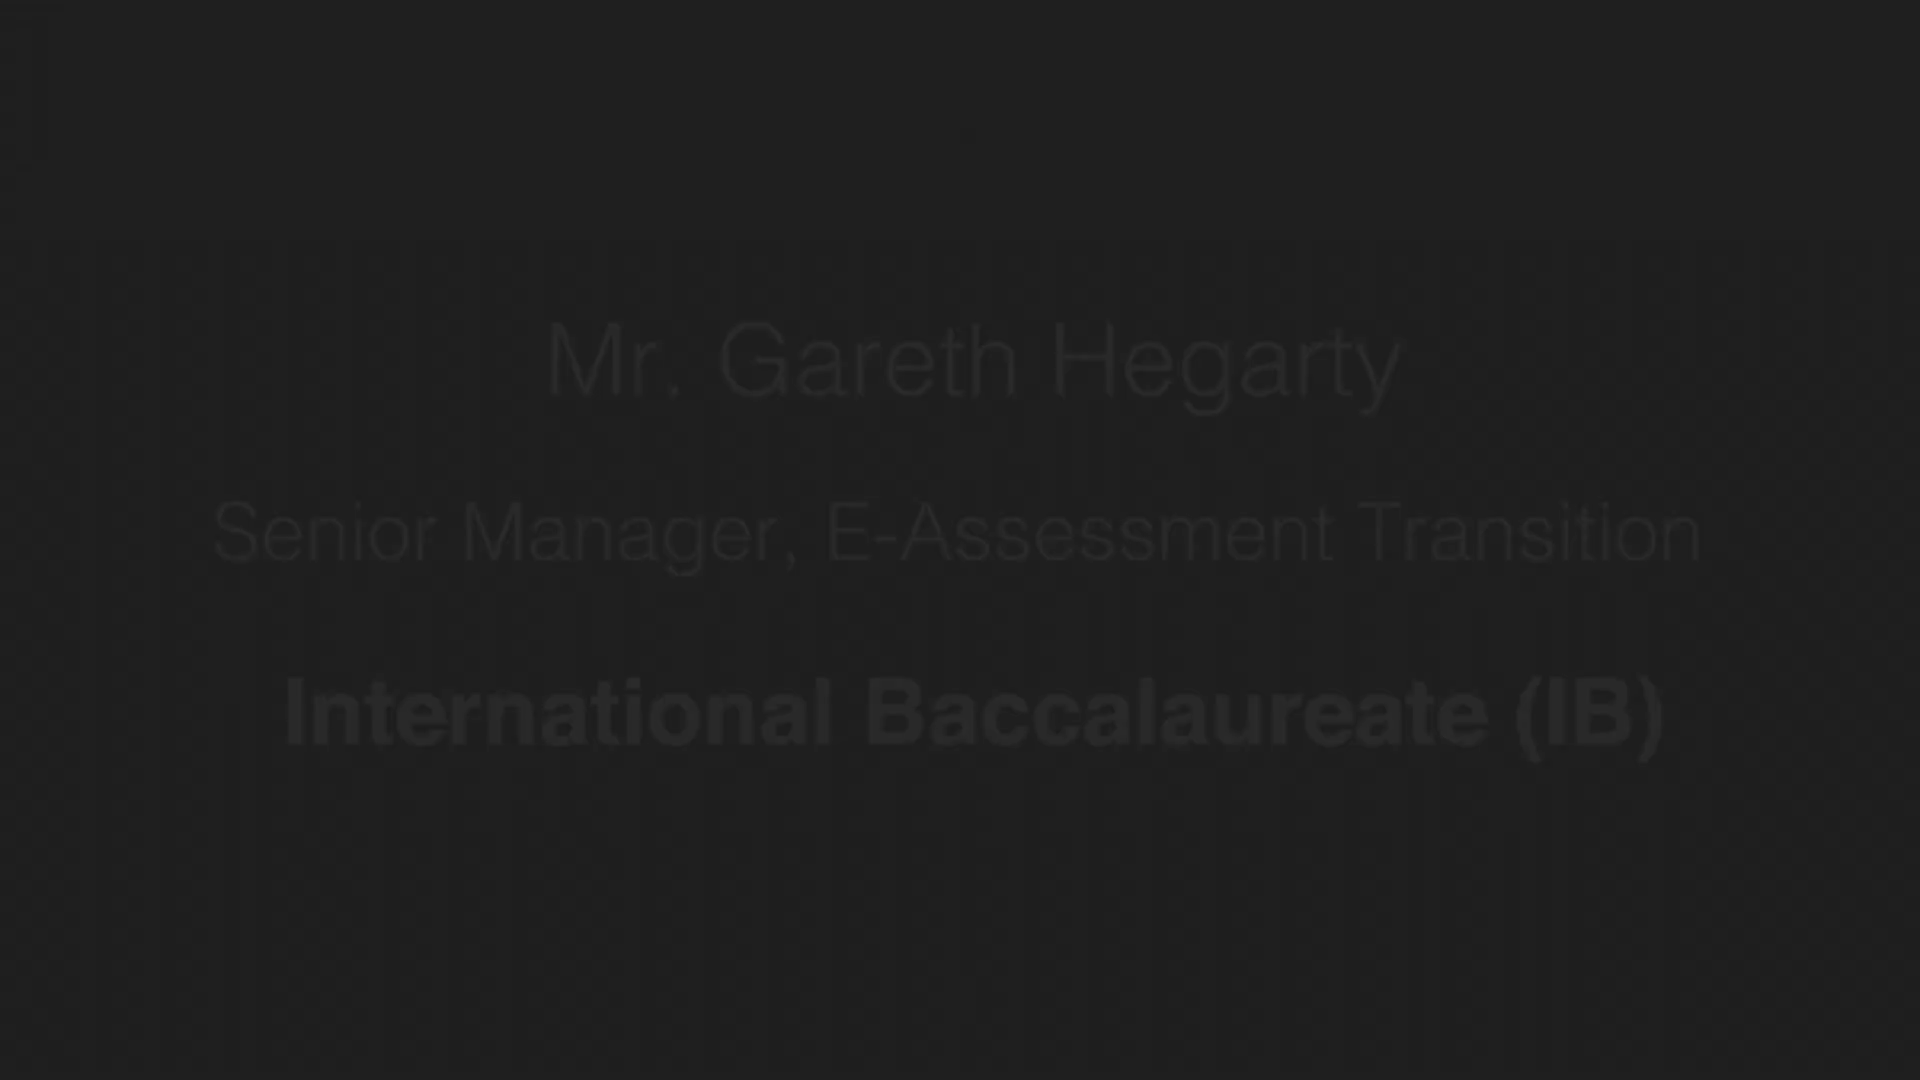 Mr. Gareth Hegarty
Senior Manager, E-Assessment Transition
International Baccalaureate (IB)